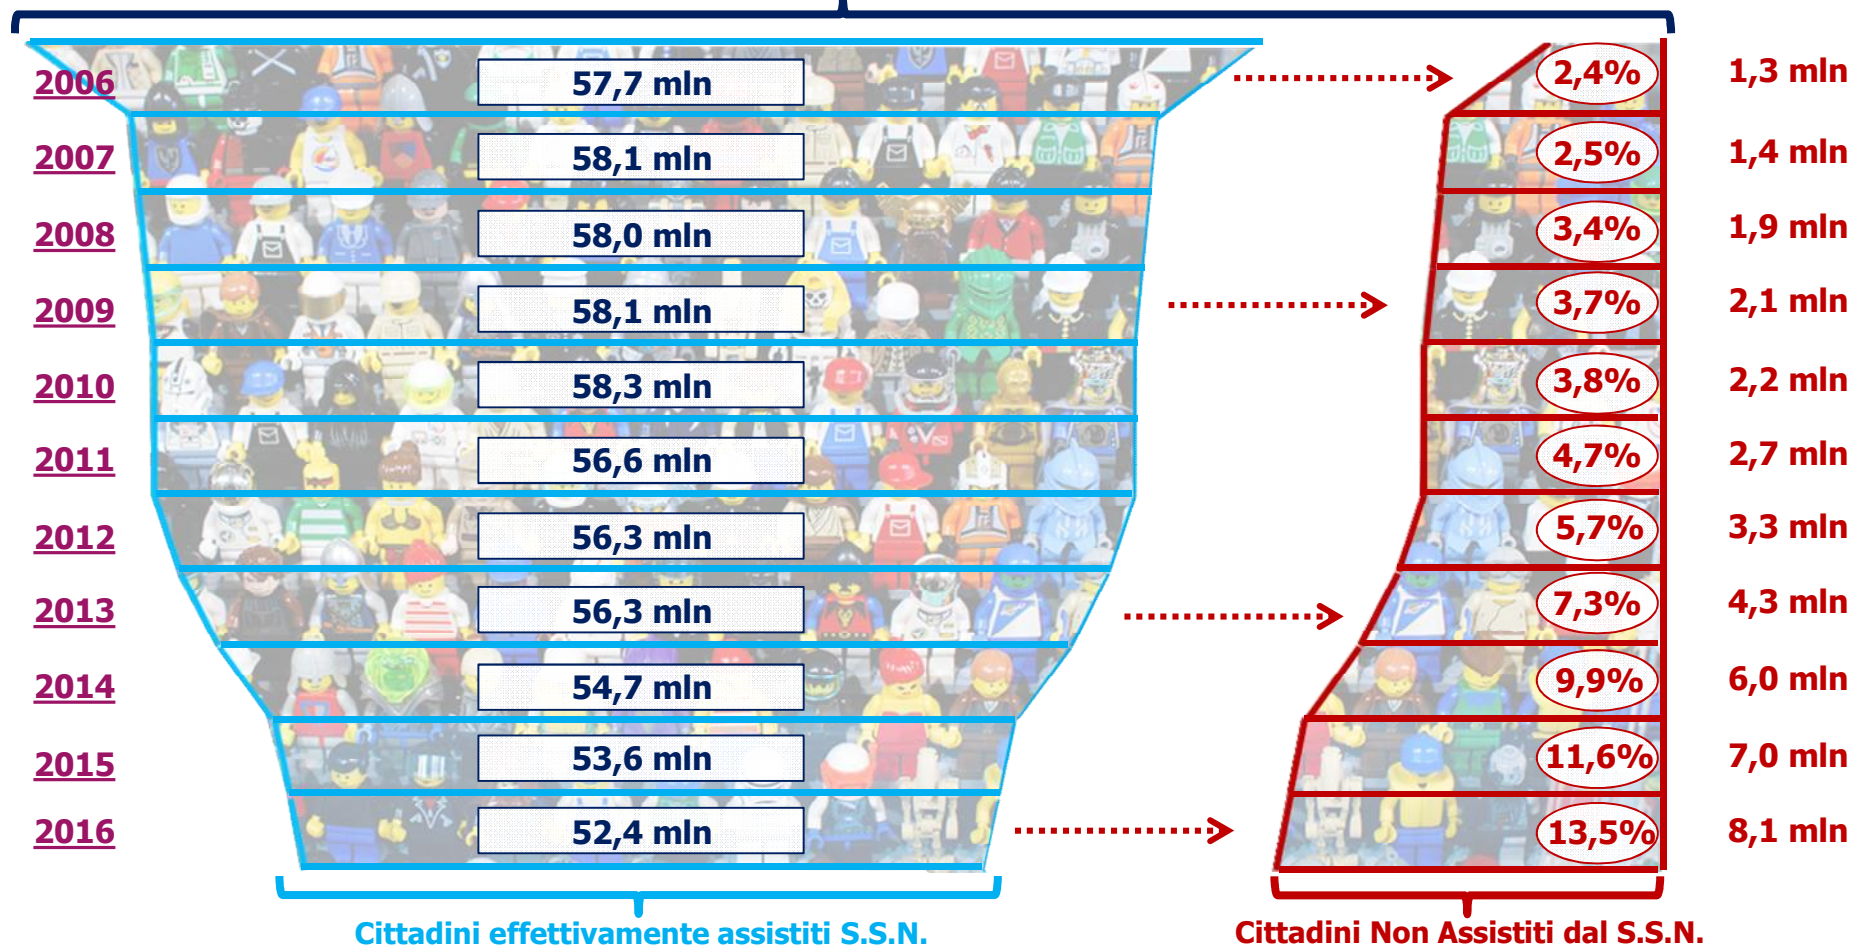 2006 57,7 mln 2,4% 1,3 mln
2007 58,1 mln 2,5% 1,4 mln
2008 58,0 mln 3,4% 1,9 mln
2009 58,1 mln 3,7% 2,1 mln
2010 58,3 mln 3,8% 2,2 mln
2011 56,6 mln 4,7% 2,7 mln
2012 56,3 mln 5,7% 3,3 mln
2013 56,3 mln 7,3% 4,3 mln
2014 54,7 mln 9,9% 6,0 mln
2015 53,6 mln 11,6% 7,0 mln
2016 52,4 mln 13,5% 8,1 mln
Cittadini effettivamente assistiti S.S.N. Cittadini Non Assistiti dal S.S.N.